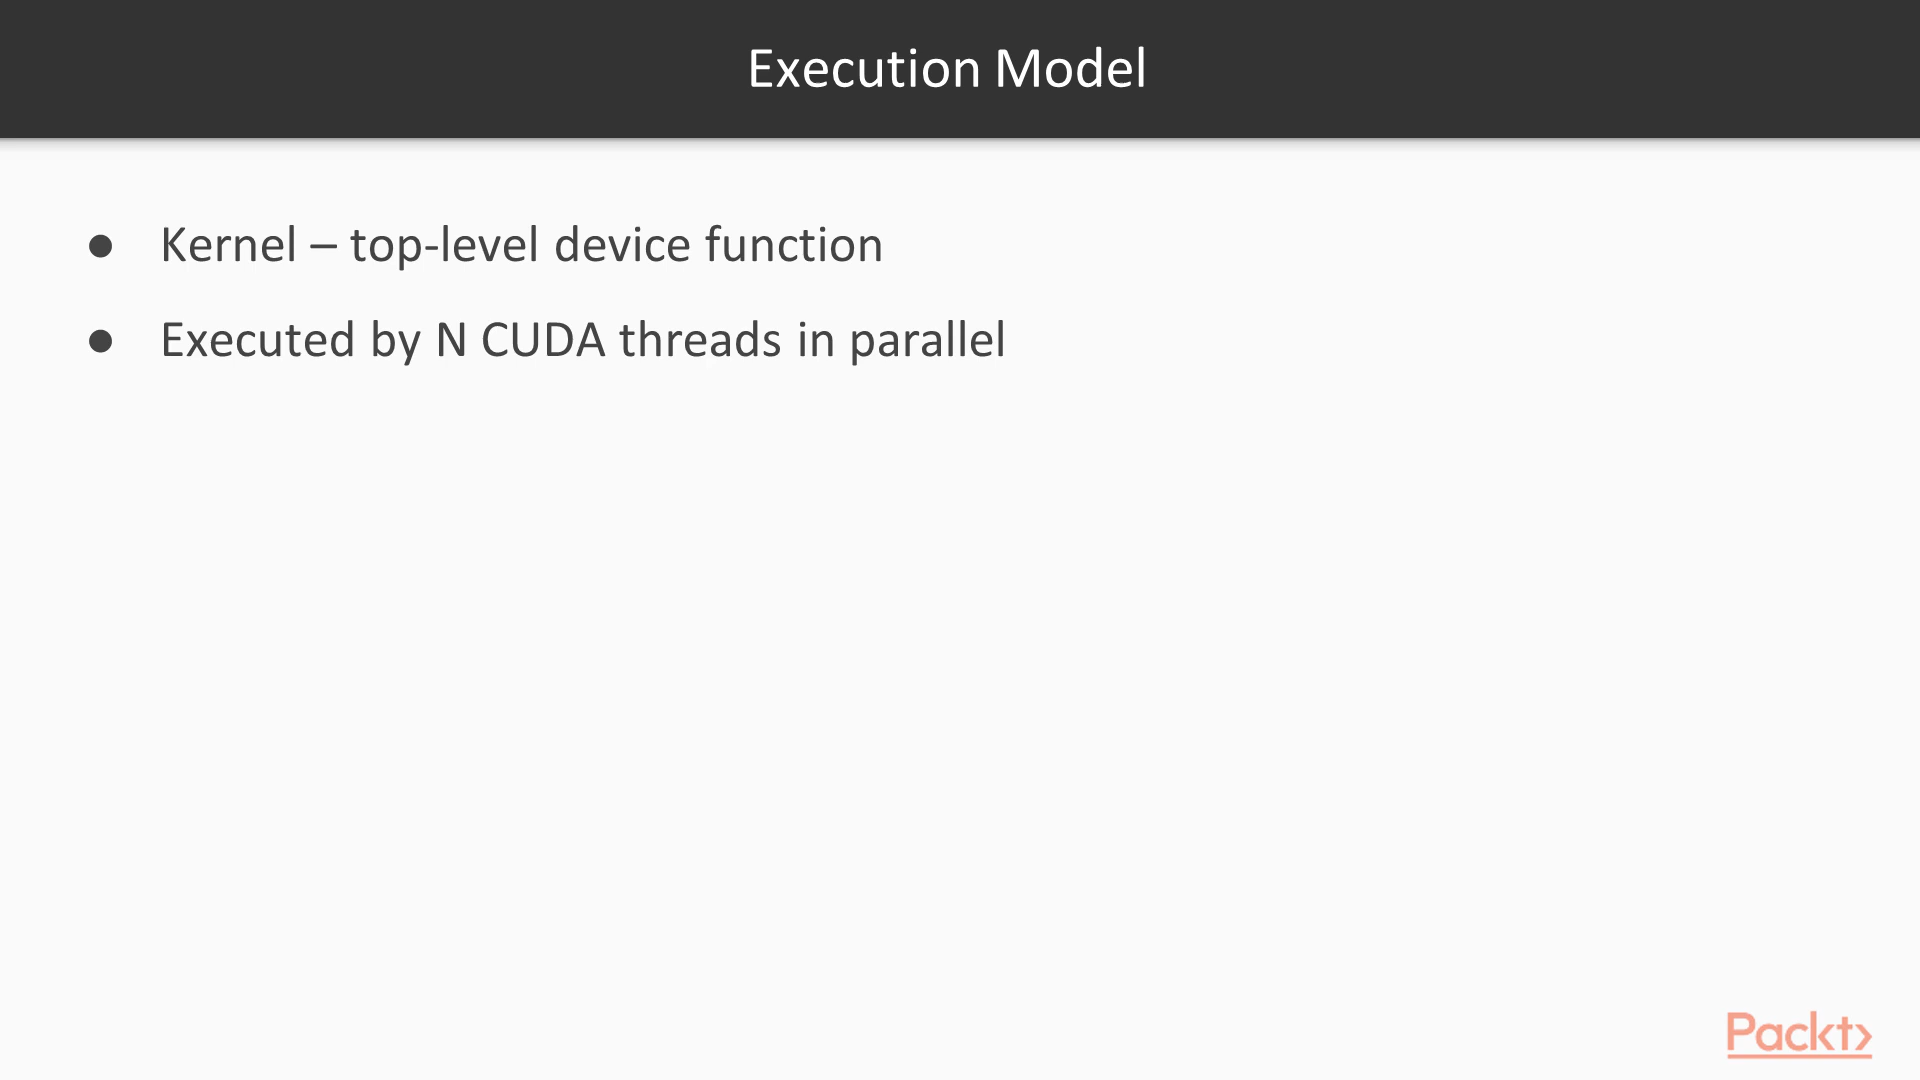 Execution Model
● Kernel – top-level device function
● Executed by N CUDA threads in parallel
Packt>